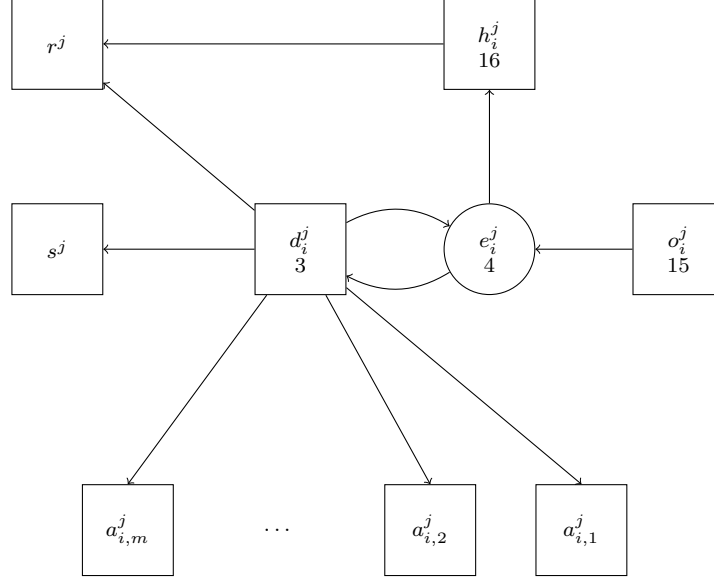 r^j
h_i^j
16
s^j
d_i^j
3
e_i^j
4
o_i^j
15
a_{i,m}^j
⋯
a_{i,2}^j
a_{i,1}^j